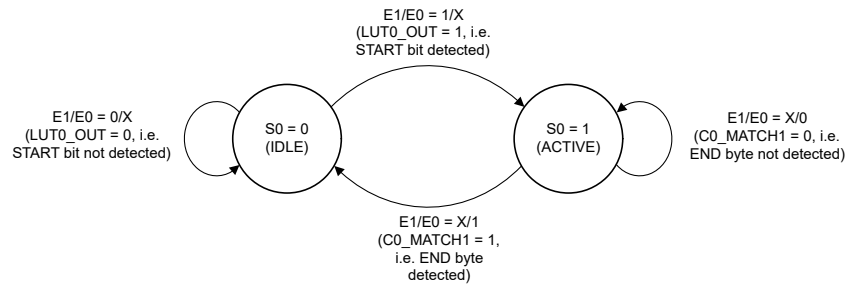 E1/E0 = 1/X
(LUT0_OUT = 1, i.e.
START bit detected)
E1/E0 = 0/X
(LUT0_OUT = 0, i.e.
START bit not detected)
S0 = 0
(IDLE)
S0 = 1
(ACTIVE)
E1/E0 = X/0
(C0_MATCH1 = 0, i.e.
END byte not detected)
E1/E0 = X/1
(C0_MATCH1 = 1,
i.e. END byte
detected)